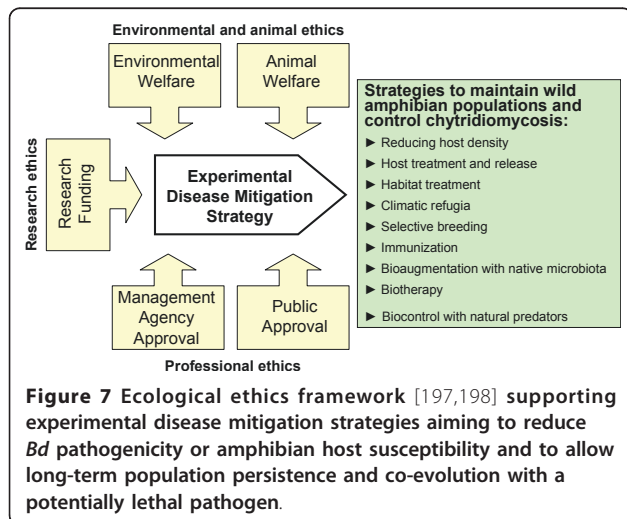 Environmental and animal ethics
Environmental
Welfare
Animal
Welfare
Research ethics
Research
Funding
Experimental
Disease Mitigation
Strategy
Management
Agency
Approval
Public
Approval
Professional ethics
Strategies to maintain wild
amphibian populations and
control chytridiomycosis:
► Reducing host density
► Host treatment and release
► Habitat treatment
► Climatic refugia
► Selective breeding
► Immunization
► Bioaugmentation with native microbiota
► Biotherapy
► Biocontrol with natural predators
Figure 7 Ecological ethics framework [197,198] supporting
experimental disease mitigation strategies aiming to reduce
Bd pathogenicity or amphibian host susceptibility and to allow
long-term population persistence and co-evolution with a
potentially lethal pathogen.